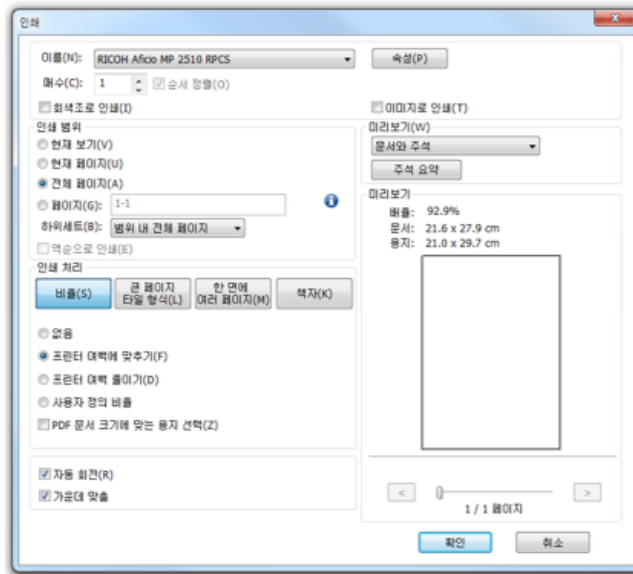 인쇄
이름(N): RICOH Aficio MP 2510 RPCS 속성(P)
매수(C): 1 순서 정렬(O)
회색조로 인쇄(I) 이미지로 인쇄(T)
인쇄 범위
현재 보기(V)
현재 페이지(U)
전체 페이지(A)
페이지(G): 1-1
하위세트(B): 범위 내 전체 페이지
역순으로 인쇄(E)
미리보기(W)
문서와 주석
주석 요약
인쇄 처리
비율(S)
큰 페이지
타일 형식(L)
한 면에
여러 페이지(M)
책자(K)
없음
프린터 여백에 맞추기(F)
프린터 여백 줄이기(D)
사용자 정의 비율
PDF 문서 크기에 맞는 용지 선택(Z)
자동 회전(R)
가운데 맞춤
미리보기
배율: 92.9%
문서: 21.6 x 27.9 cm
용지: 21.0 x 29.7 cm
< >
1 / 1 페이지
확인 취소